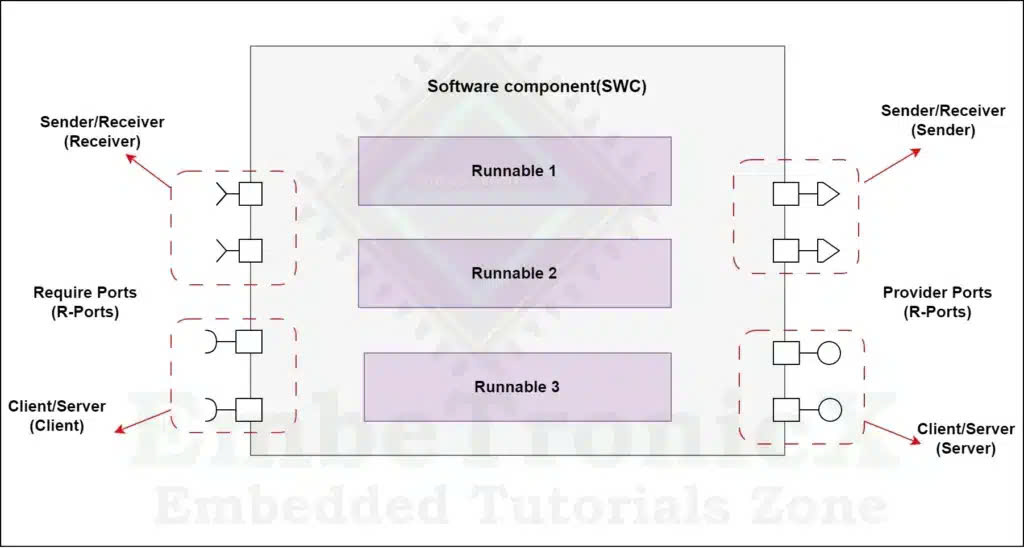 Software component(SWC)
Sender/Receiver
(Receiver)
Sender/Receiver
(Sender)
Runnable 1
Runnable 2
Require Ports
(R-Ports)
Provider Ports
(R-Ports)
Runnable 3
Client/Server
(Client)
Client/Server
(Server)
EmbeTronicX
Embedded Tutorials Zone